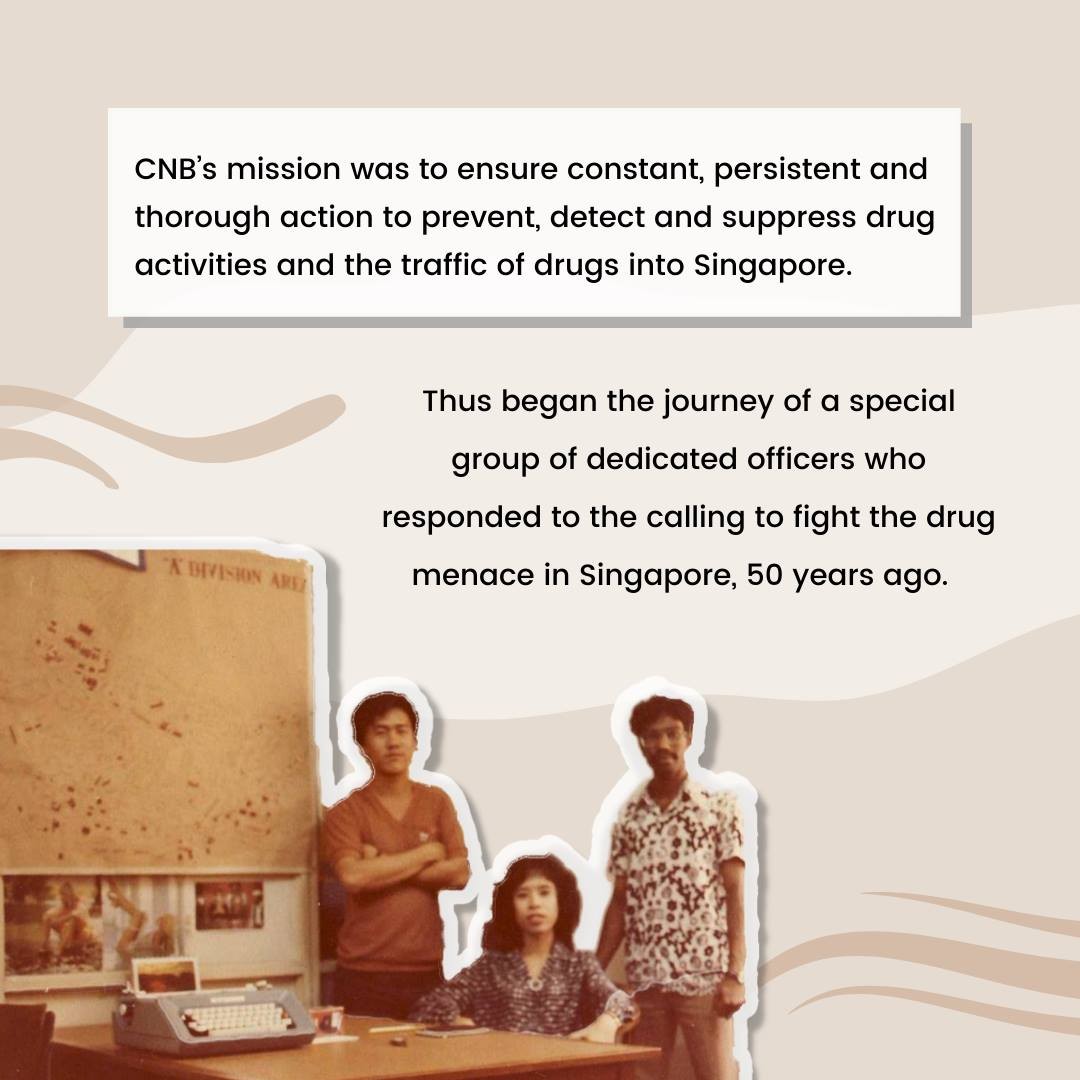 CNB’s mission was to ensure constant, persistent and
thorough action to prevent, detect and suppress drug
activities and the traffic of drugs into Singapore.
Thus began the journey of a special
group of dedicated officers who
responded to the calling to fight the drug
menace in Singapore, 50 years ago.
"A" DIVISION AREA